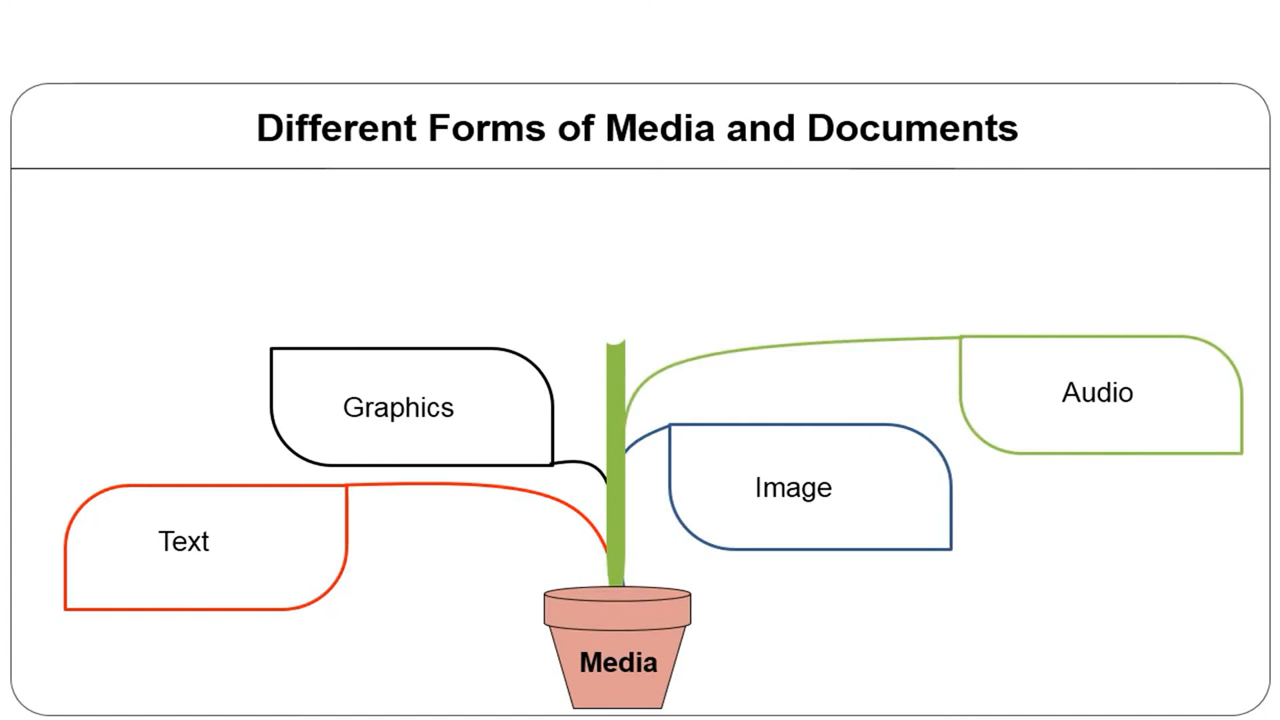 Different Forms of Media and Documents
Graphics
Audio
Image
Text
Media